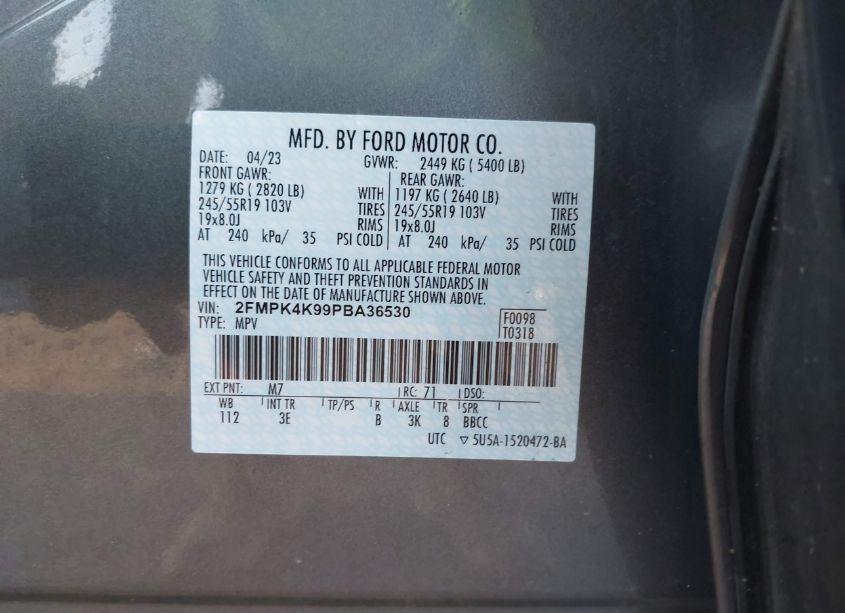 MFD. BY FORD MOTOR CO.
DATE: 04/23 GVWR: 2449 KG ( 5400 LB)
FRONT GAWR: REAR GAWR:
1279 KG ( 2820 LB) WITH 1197 KG ( 2640 LB) WITH
245/55R19 103V TIRES 245/55R19 103V TIRES
19x8.0J RIMS 19x8.0J RIMS
AT 240 kPa/ 35 PSI COLD AT 240 kPa/ 35 PSI COLD
THIS VEHICLE CONFORMS TO ALL APPLICABLE FEDERAL MOTOR
VEHICLE SAFETY AND THEFT PREVENTION STANDARDS IN
EFFECT ON THE DATE OF MANUFACTURE SHOWN ABOVE.
VIN: 2FMPK4K99PBA36530 F0098
TYPE: MPV T0318
EXT PNT: M7 RC: 71 DSO:
WB INT TR TP/PS R AXLE TR SPR
112 3E B 3K 8 BBCC
UTC ▽ 5U5A-1520472-BA